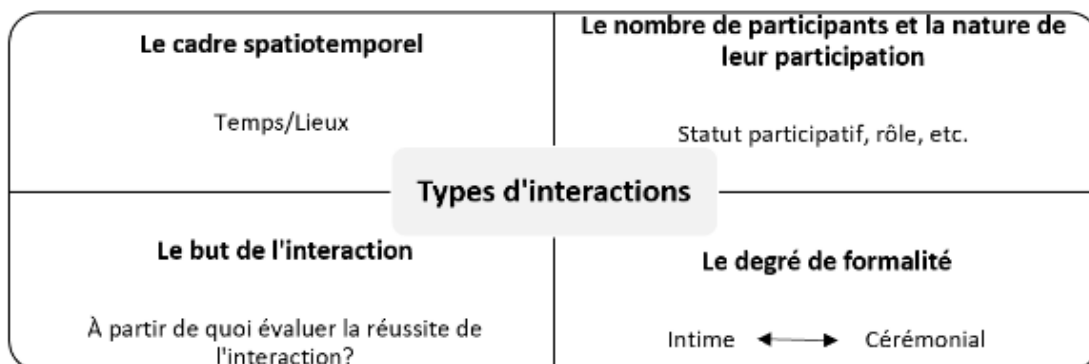 Le cadre spatiotemporel
Temps/Lieux
Le nombre de participants et la nature de
leur participation
Statut participatif, rôle, etc.
Types d'interactions
Le but de l'interaction
À partir de quoi évaluer la réussite de
l'interaction?
Le degré de formalité
Intime Cérémonial